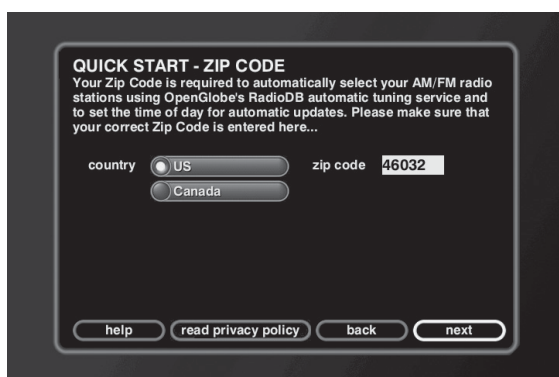 QUICK START - ZIP CODE
Your Zip Code is required to automatically select your AM/FM radio
stations using OpenGlobe's RadioDB automatic tuning service and
to set the time of day for automatic updates. Please make sure that
your correct Zip Code is entered here...
country US zip code 46032
Canada
help read privacy policy back next